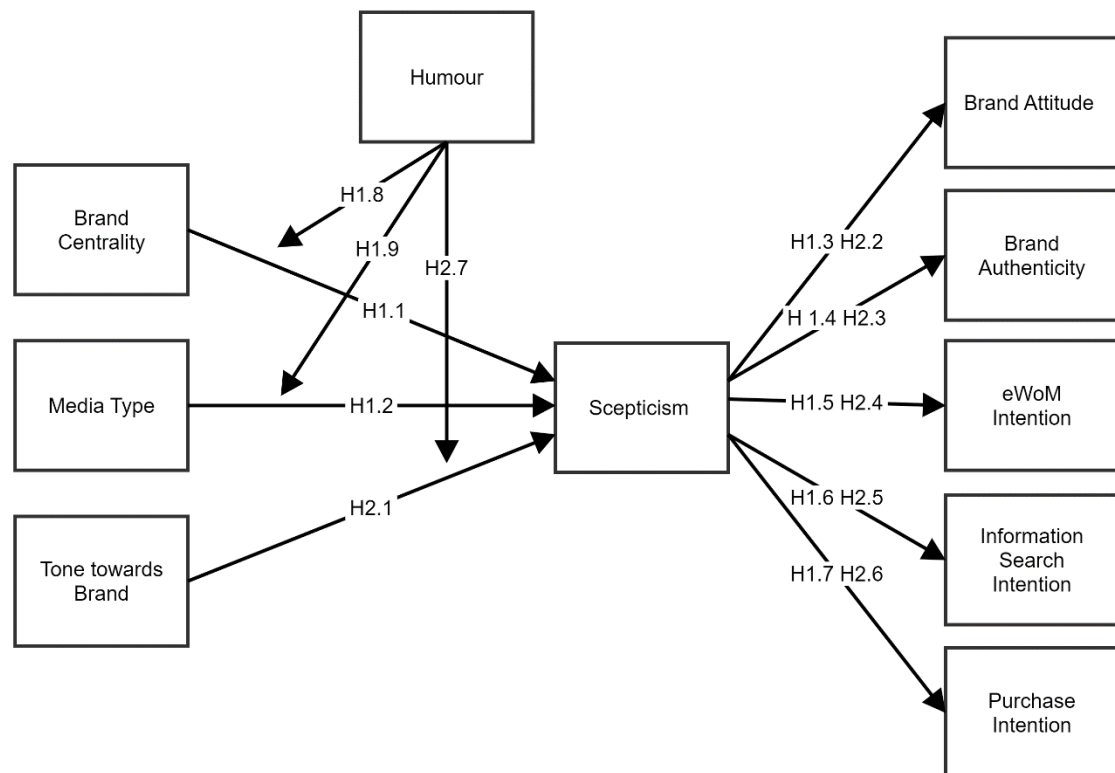 Humour
Brand Attitude
H1.8
Brand
Centrality
H1.9
H2.7
H1.3 H2.2
Brand
Authenticity
H1.1
H 1.4 H2.3
Media Type
H1.2
Scepticism
H1.5 H2.4
eWoM
Intention
H2.1
H1.6 H2.5
Information
Search
Intention
Tone towards
Brand
H1.7 H2.6
Purchase
Intention